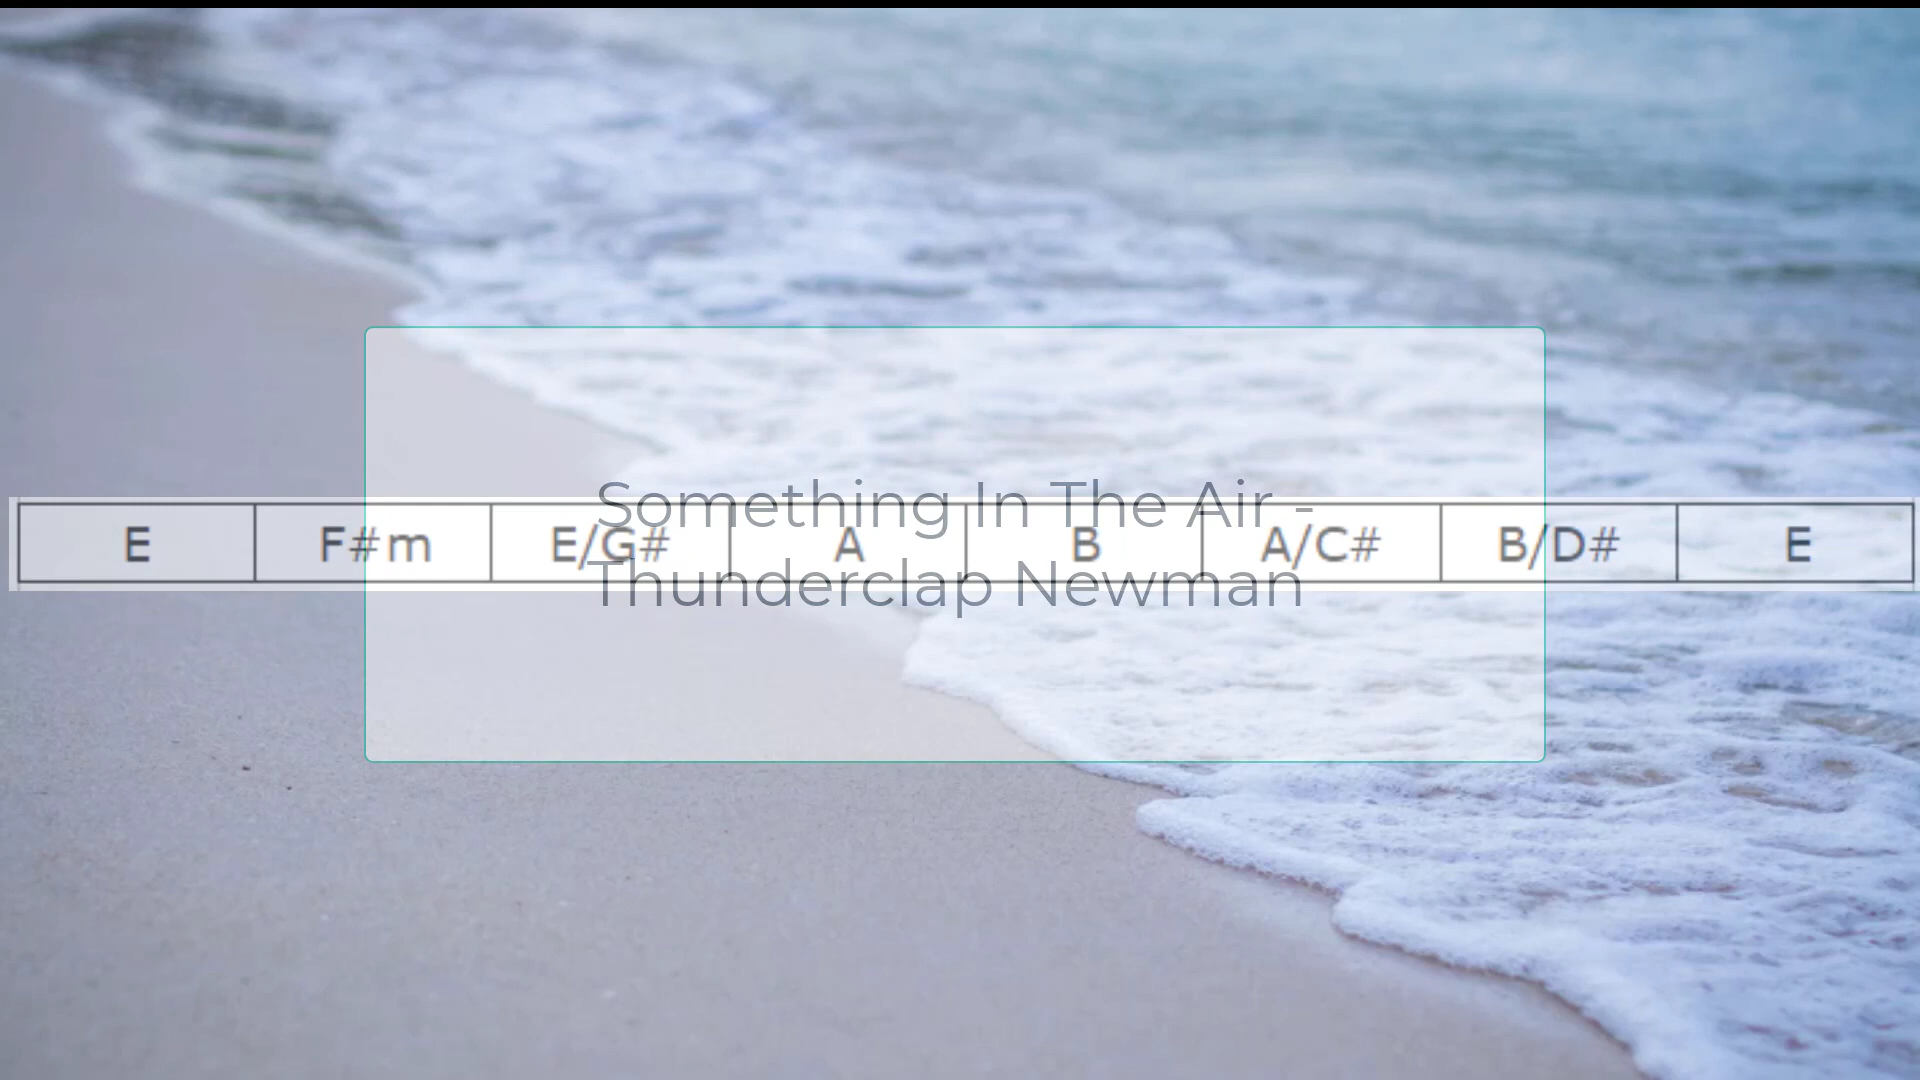 Something In The Air -
E F#m E/G# A B A/C# B/D# E
Thunderclap Newman